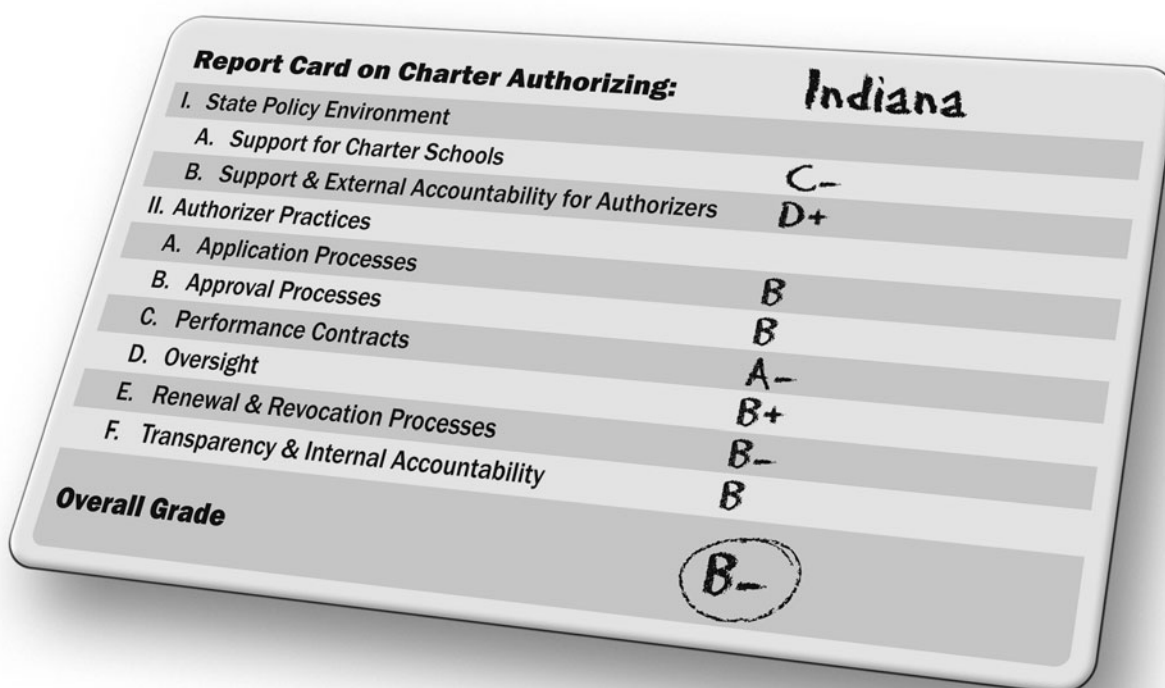 Report Card on Charter Authorizing: Indiana
I. State Policy Environment
A. Support for Charter Schools C-
B. Support & External Accountability for Authorizers D+
II. Authorizer Practices
A. Application Processes B
B. Approval Processes B
C. Performance Contracts A-
D. Oversight B+
E. Renewal & Revocation Processes B-
F. Transparency & Internal Accountability B
Overall Grade B-